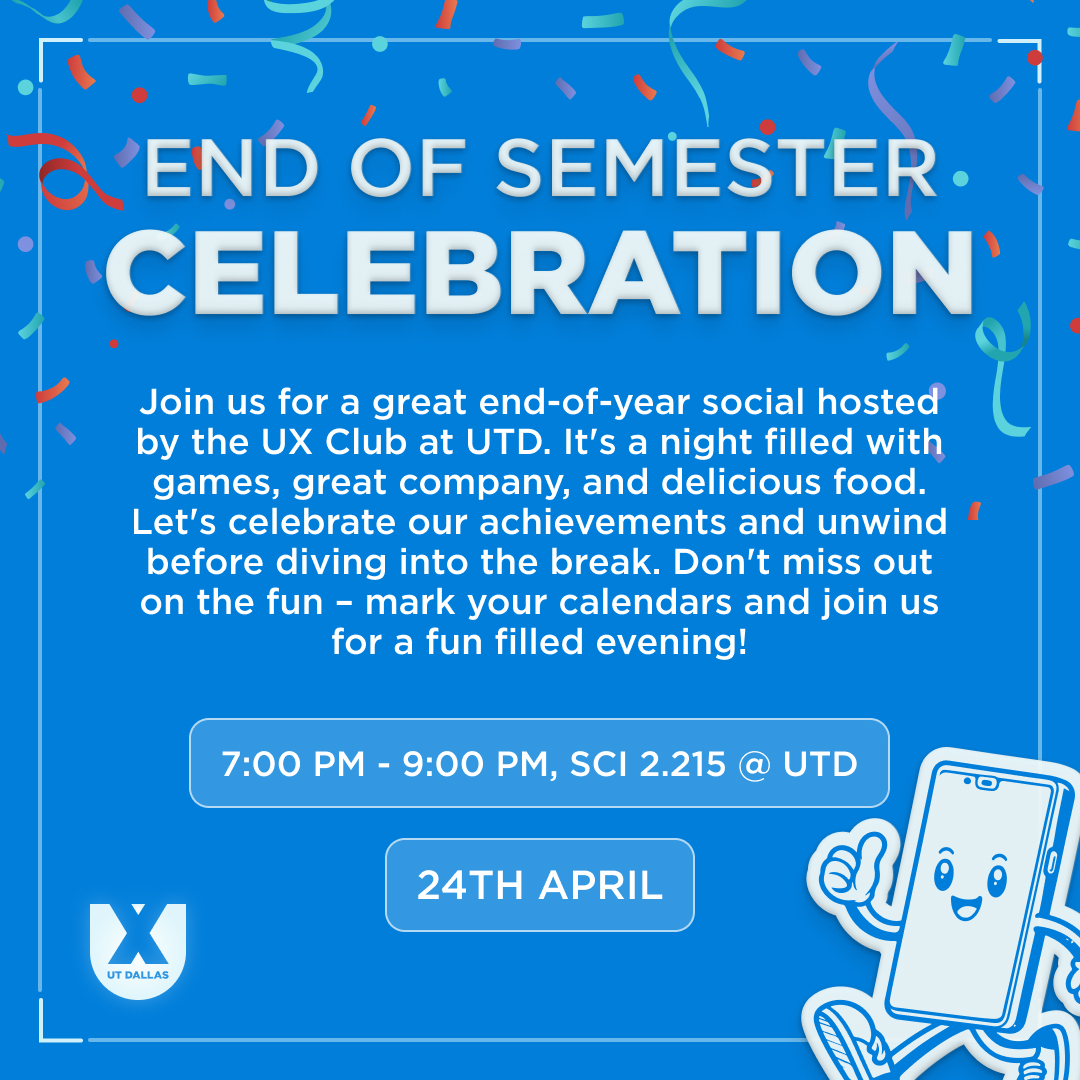 END OF SEMESTER
CELEBRATION
Join us for a great end-of-year social hosted
by the UX Club at UTD. It's a night filled with
games, great company, and delicious food.
Let's celebrate our achievements and unwind
before diving into the break. Don't miss out
on the fun – mark your calendars and join us
for a fun filled evening!
7:00 PM - 9:00 PM, SCI 2.215 @ UTD
24TH APRIL
X
UT DALLAS